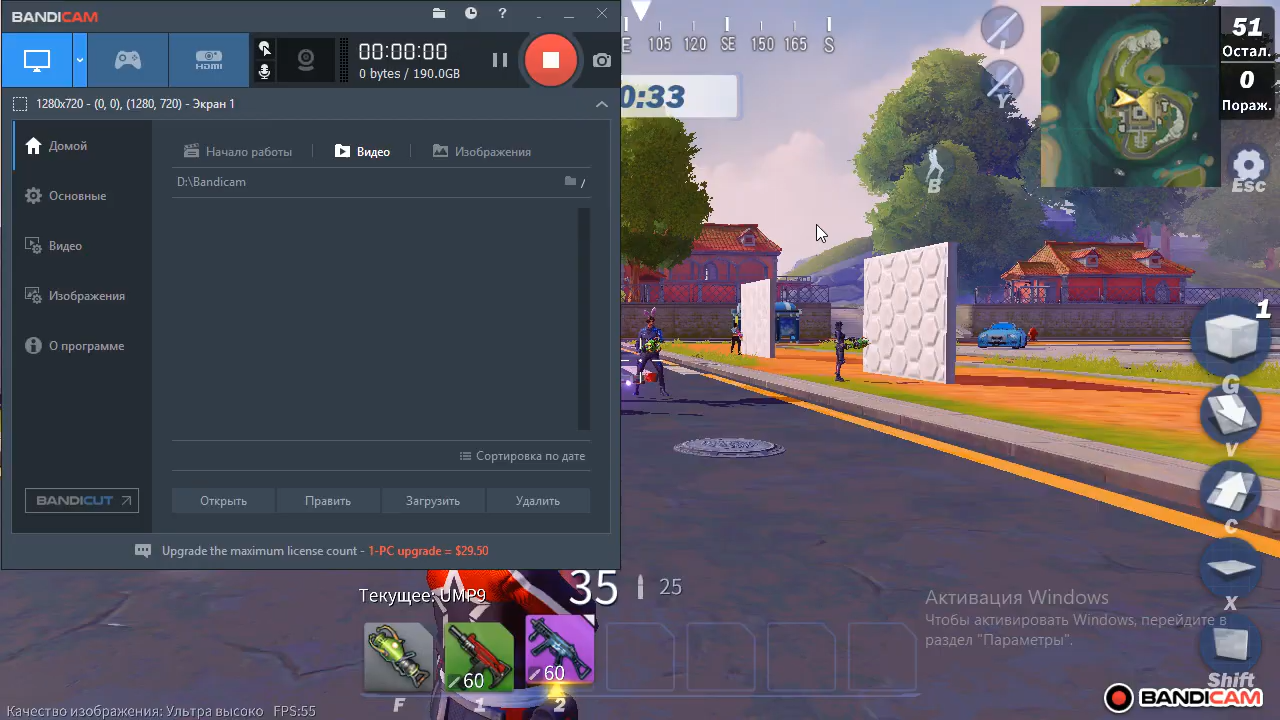 BANDICAM
HDMI
00:00:00
0 bytes / 190.0GB
1280x720 - (0, 0), (1280, 720) - Экран 1
Домой
Основные
Видео
Изображения
О программе
BANDICUT
Начало работы
Видео
Изображения
D:\Bandicam
/
Сортировка по дате
Открыть
Править
Загрузить
Удалить
Upgrade the maximum license count - 1-PC upgrade = $29.50
E 105 120 SE 150 165 S
0:33
I
Y
B
51
Остал.
0
Пораж.
Esc
1
G
V
C
X
Shift
Текущее: UMP9
35 25
60
60
F 1 2
Активация Windows
Чтобы активировать Windows, перейдите в
раздел "Параметры".
Качество изображения: Ультра высоко FPS:55
BANDICAM